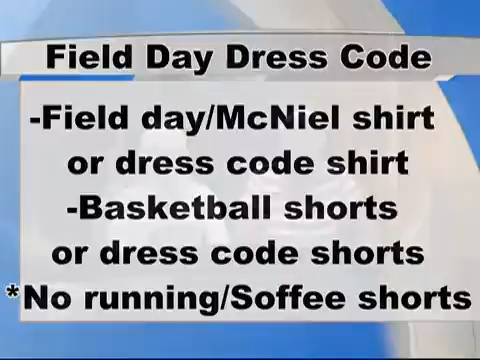 Field Day Dress Code
-Field day/McNiel shirt
or dress code shirt
-Basketball shorts
or dress code shorts
*No running/Soffee shorts